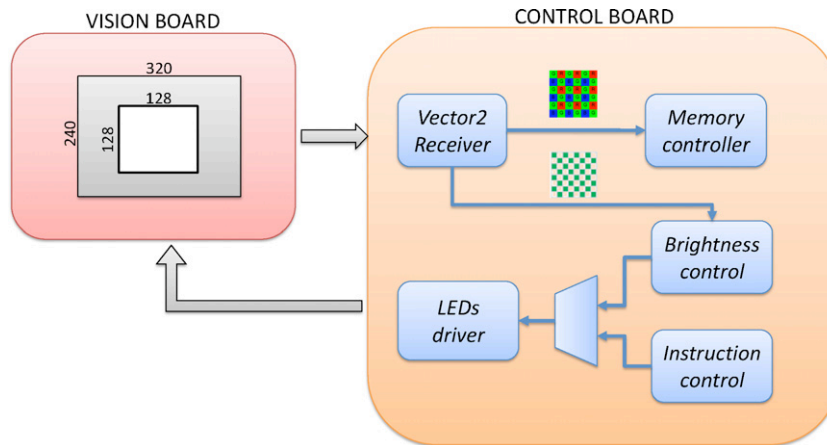 VISION BOARD
CONTROL BOARD
320
128
240
128
Vector2
Receiver
Memory
controller
Brightness
control
LEDs
driver
Instruction
control